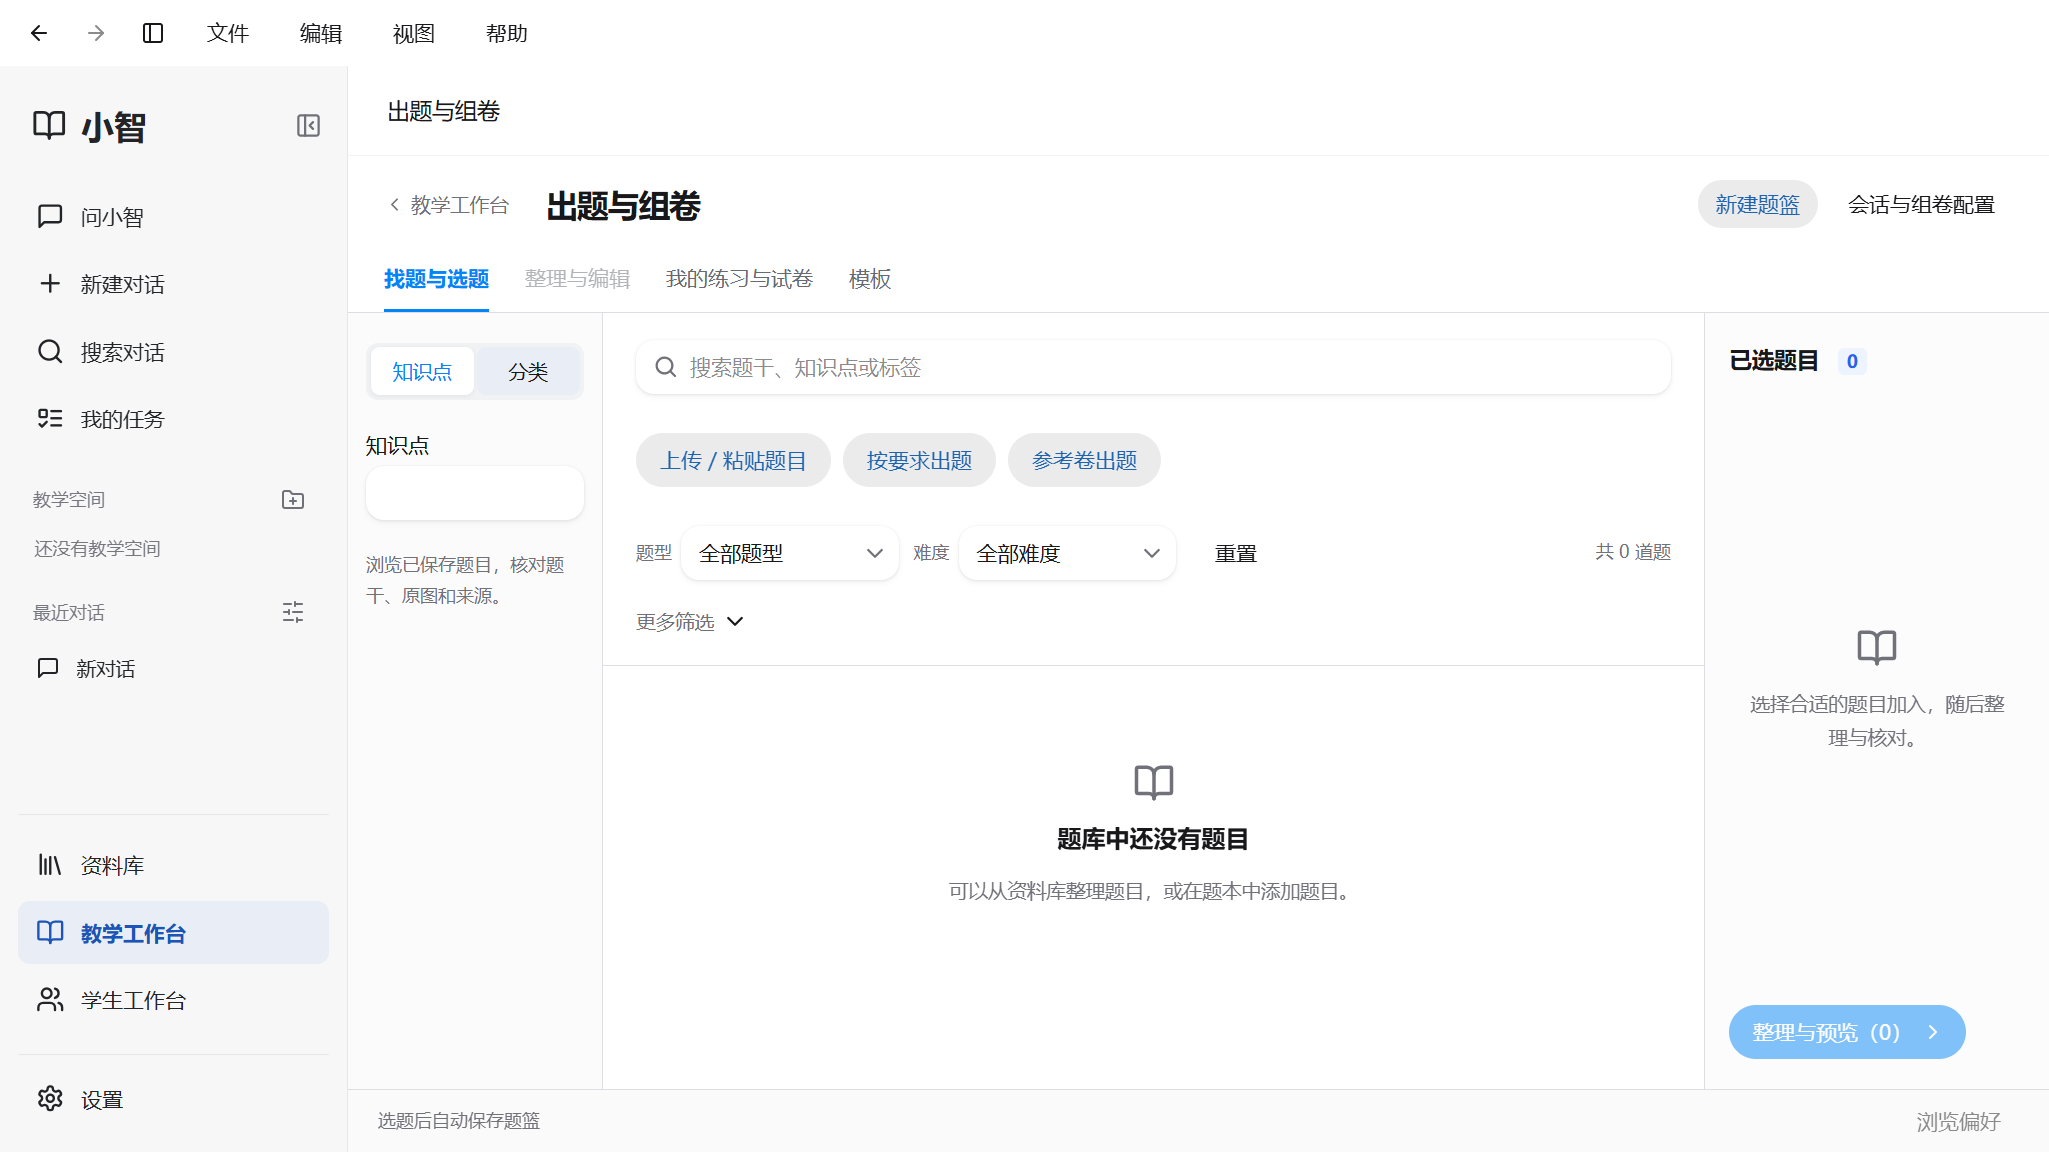 文件 编辑 视图 帮助
小智
问小智
新建对话
搜索对话
我的任务
教学空间
还没有教学空间
最近对话
新对话
资料库
教学工作台
学生工作台
设置
出题与组卷
教学工作台 出题与组卷 新建题篮 会话与组卷配置
找题与选题 整理与编辑 我的练习与试卷 模板
知识点 分类
知识点
浏览已保存题目，核对题
干、原图和来源。
搜索题干、知识点或标签
上传 / 粘贴题目 按要求出题 参考卷出题
题型 全部题型 难度 全部难度 重置 共 0 道题
更多筛选
题库中还没有题目
可以从资料库整理题目，或在题本中添加题目。
已选题目 0
选择合适的题目加入，随后整
理与核对。
整理与预览（0）
选题后自动保存题篮 浏览偏好